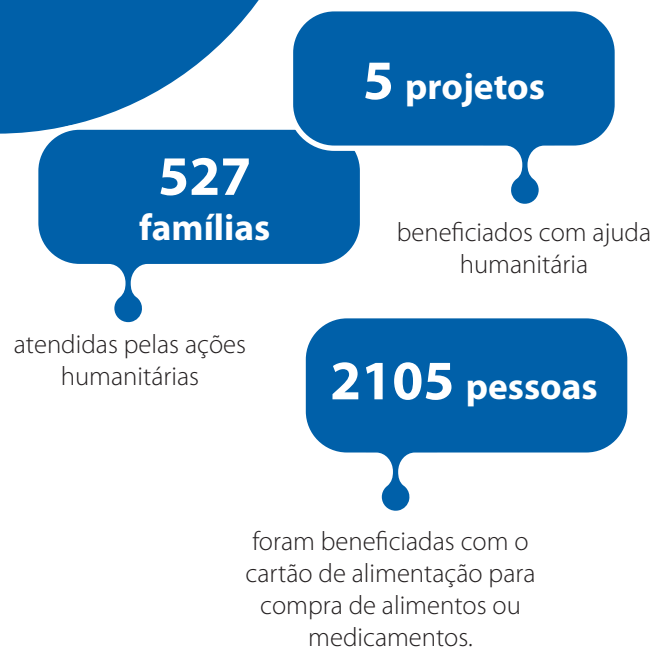 5 projetos
beneficiados com ajuda
humanitária
527
famílias
atendidas pelas ações
humanitárias
2105 pessoas
foram beneficiadas com o
cartão de alimentação para
compra de alimentos ou
medicamentos.